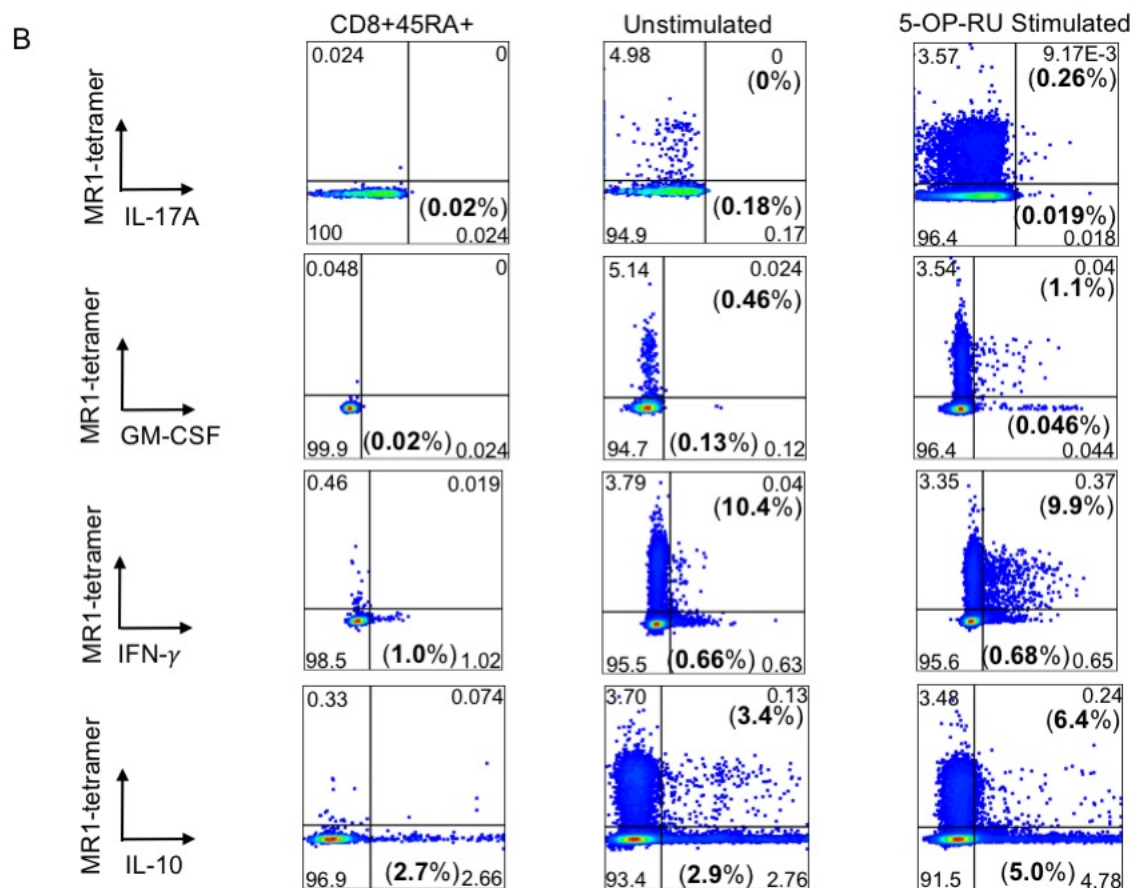 B
CD8+45RA+ Unstimulated 5-OP-RU Stimulated
MR1-tetramer
IL-17A
0.024 0
(0.02%)
100 0.024
4.98 0
(0%)
(0.18%)
94.9 0.17
3.57 9.17E-3
(0.26%)
(0.019%)
96.4 0.018
MR1-tetramer
GM-CSF
0.048 0
99.9 (0.02%) 0.024
5.14 0.024
(0.46%)
94.7 (0.13%) 0.12
3.54 0.04
(1.1%)
(0.046%)
96.4 0.044
MR1-tetramer
IFN-γ
0.46 0.019
98.5 (1.0%) 1.02
3.79 0.04
(10.4%)
95.5 (0.66%) 0.63
3.35 0.37
(9.9%)
95.6 (0.68%) 0.65
MR1-tetramer
IL-10
0.33 0.074
96.9 (2.7%) 2.66
3.70 0.13
(3.4%)
93.4 (2.9%) 2.76
3.48 0.24
(6.4%)
91.5 (5.0%) 4.78